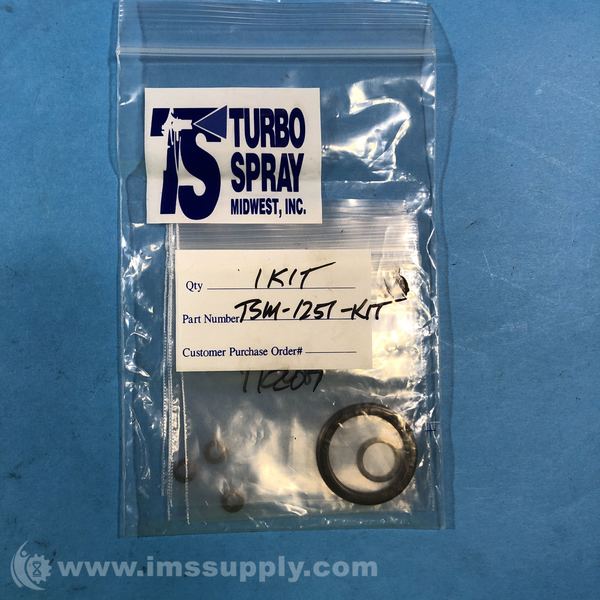 TS TURBO
SPRAY
MIDWEST, INC.
Qty 1 KIT
Part Number TSM-1251-KIT
Customer Purchase Order#
www.imssupply.com